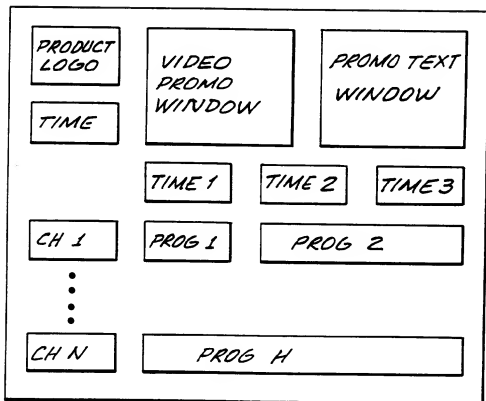 PRODUCT
LOGO
VIDEO
PROMO
WINDOW
PROMO TEXT
WINDOW
TIME
TIME 1
TIME 2
TIME 3
CH 1
PROG 1
PROG 2
CH N
PROG H